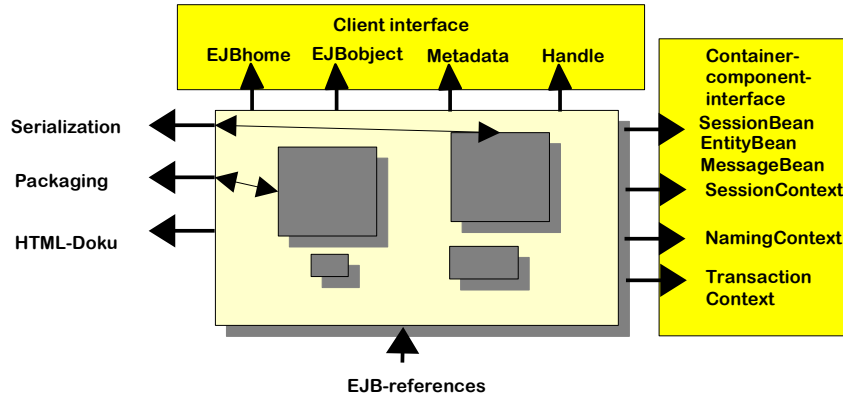 Client interface
EJBhome EJBobject Metadata Handle
Container-
component-
interface
SessionBean
EntityBean
MessageBean
SessionContext
NamingContext
Transaction
Context
Serialization
Packaging
HTML-Doku
EJB-references